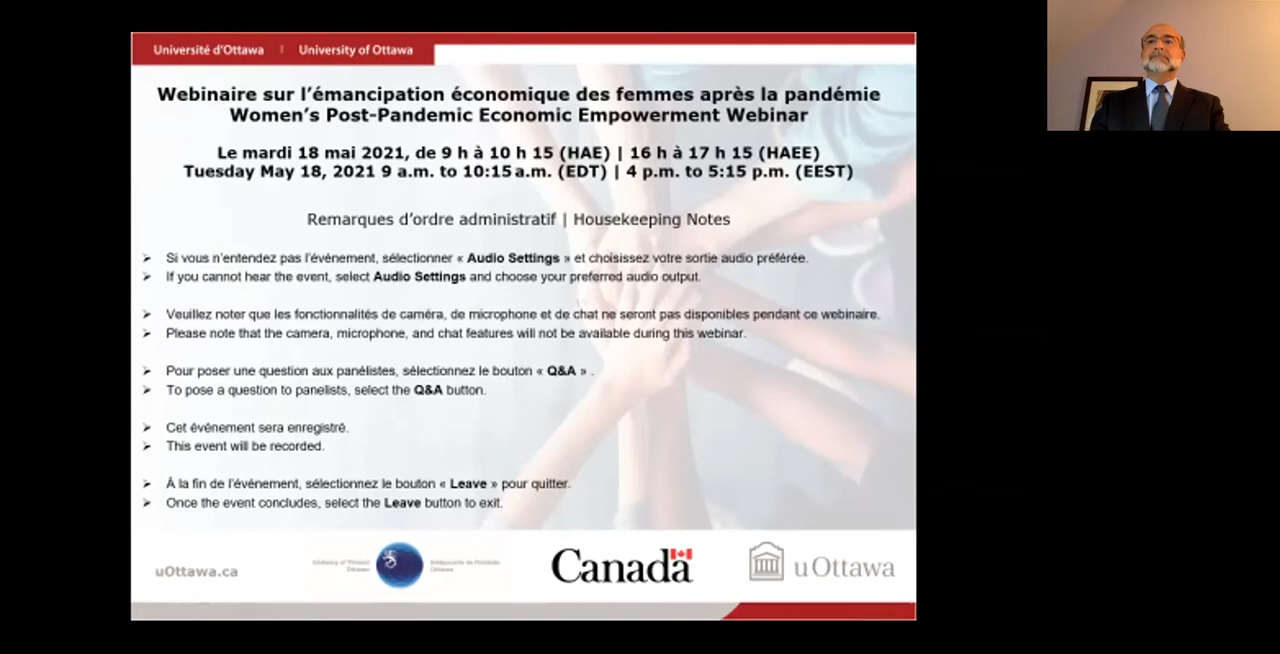 Université d'Ottawa | University of Ottawa
Webinaire sur l'émancipation économique des femmes après la pandémie
Women's Post-Pandemic Economic Empowerment Webinar
Le mardi 18 mai 2021, de 9 h à 10 h 15 (HAE) | 16 h à 17 h 15 (HAEE)
Tuesday May 18, 2021 9 a.m. to 10:15 a.m. (EDT) | 4 p.m. to 5:15 p.m. (EEST)
Remarques d'ordre administratif | Housekeeping Notes
➢ Si vous n'entendez pas l'événement, sélectionner « Audio Settings » et choisissez votre sortie audio préférée.
➢ If you cannot hear the event, select Audio Settings and choose your preferred audio output.
➢ Veuillez noter que les fonctionnalités de caméra, de microphone et de chat ne seront pas disponibles pendant ce webinaire.
➢ Please note that the camera, microphone, and chat features will not be available during this webinar.
➢ Pour poser une question aux panélistes, sélectionnez le bouton « Q&A » .
➢ To pose a question to panelists, select the Q&A button.
➢ Cet événement sera enregistré.
➢ This event will be recorded.
➢ À la fin de l'événement, sélectionnez le bouton « Leave » pour quitter.
➢ Once the event concludes, select the Leave button to exit.
uOttawa.ca
Canada
uOttawa